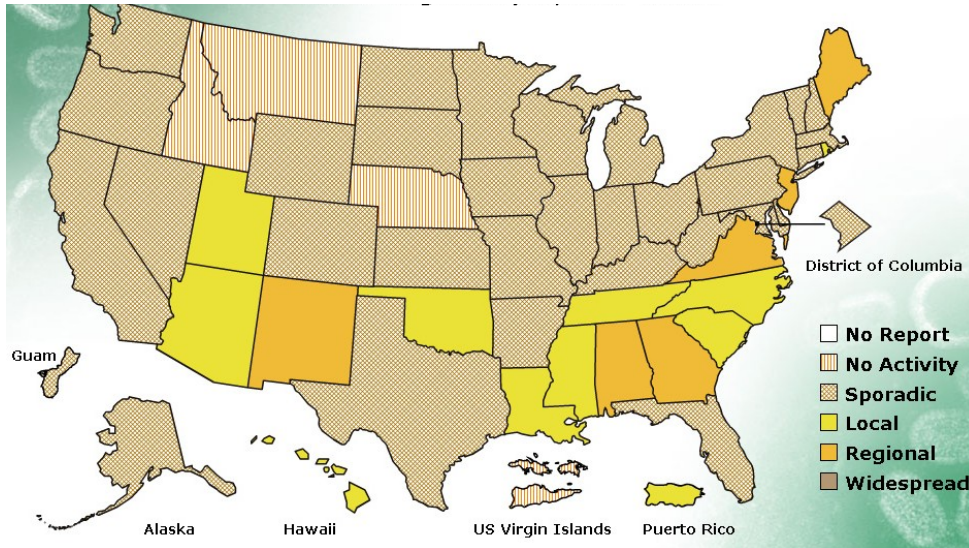 District of Columbia
Guam
No Report
No Activity
Sporadic
Local
Regional
Widespread
Alaska
Hawaii
US Virgin Islands
Puerto Rico